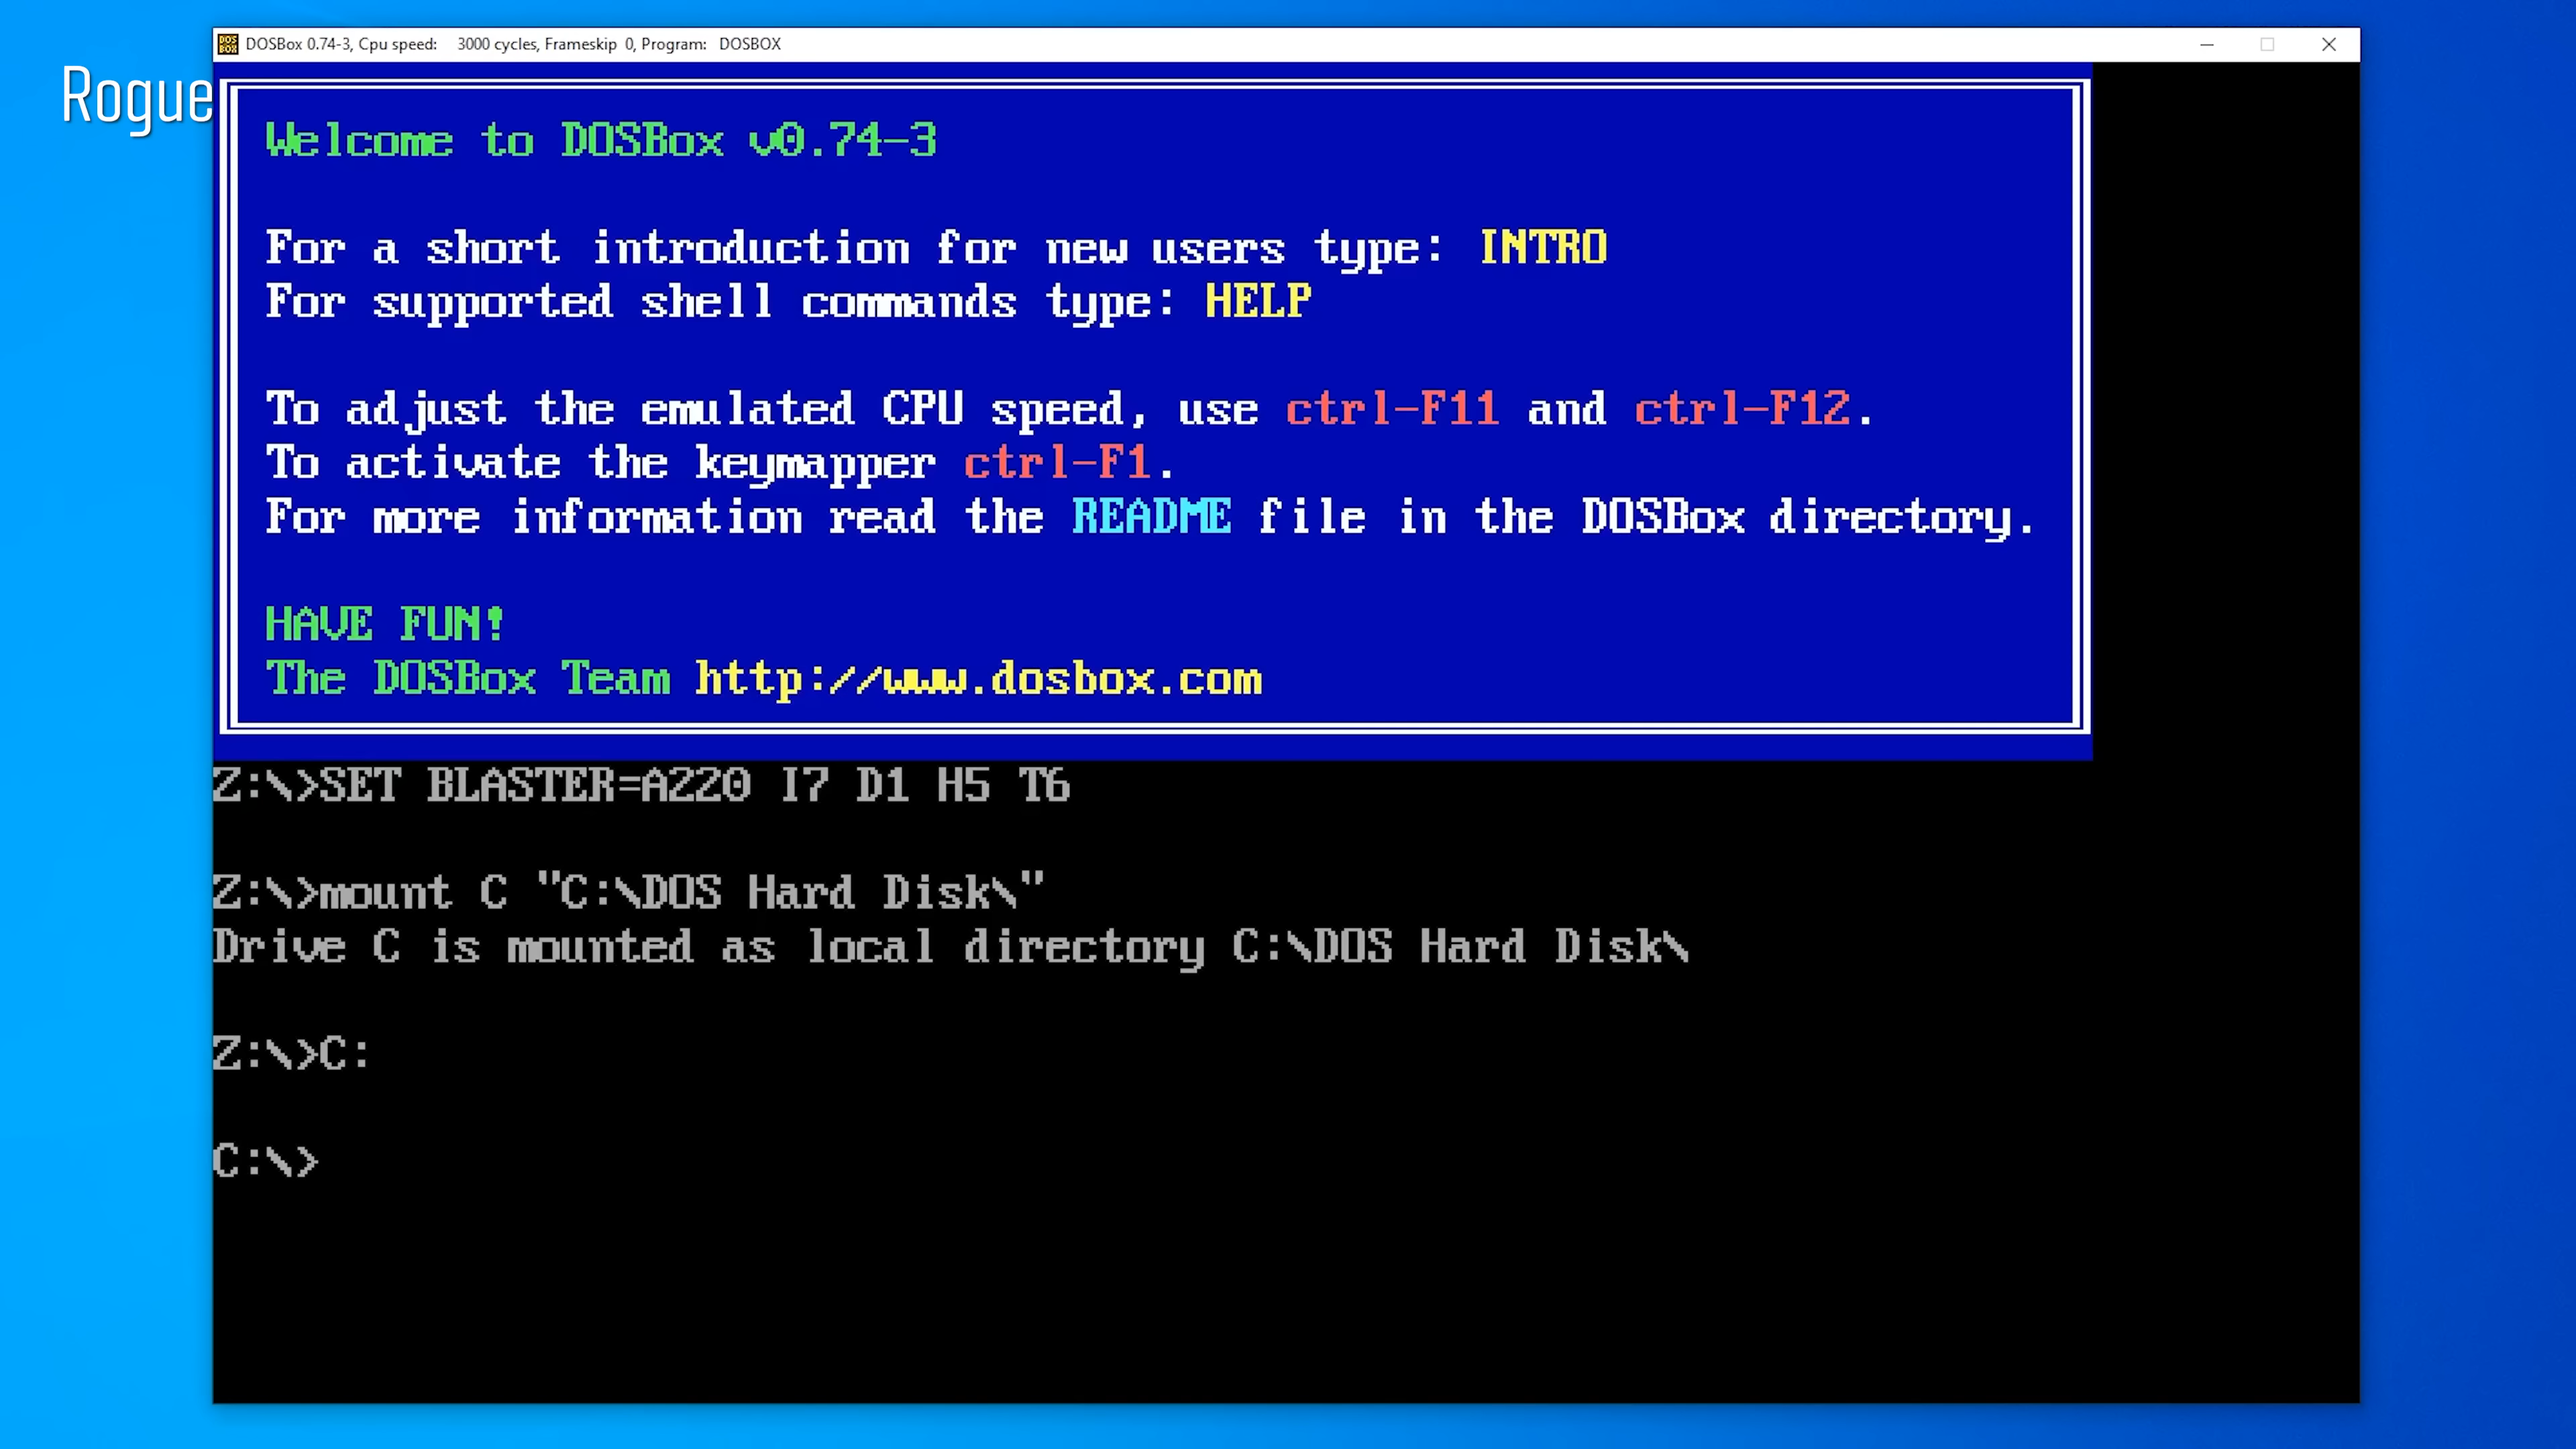 DOSBox 0.74-3, Cpu speed: 3000 cycles, Frameskip 0, Program: DOSBOX
Rogue
Welcome to DOSBox v0.74-3
For a short introduction for new users type: INTRO
For supported shell commands type: HELP
To adjust the emulated CPU speed, use ctrl-F11 and ctrl-F12.
To activate the keymapper ctrl-F1.
For more information read the README file in the DOSBox directory.
HAVE FUN!
The DOSBox Team http://www.dosbox.com
Z:\>SET BLASTER=A220 I7 D1 H5 T6
Z:\>mount C "C:\DOS Hard Disk\"
Drive C is mounted as local directory C:\DOS Hard Disk\
Z:\>C:
C:\>